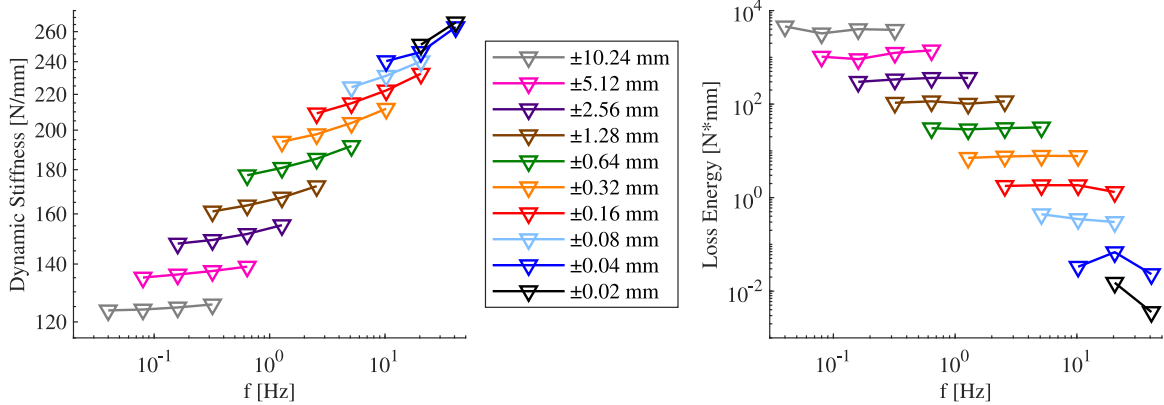 Dynamic Stiffness [N/mm]
260
240
220
200
180
160
140
120
10^-1
10^0
10^1
f [Hz]
±10.24 mm
±5.12 mm
±2.56 mm
±1.28 mm
±0.64 mm
±0.32 mm
±0.16 mm
±0.08 mm
±0.04 mm
±0.02 mm
Loss Energy [N*mm]
10^4
10^2
10^0
10^-2
10^-1
10^0
10^1
f [Hz]